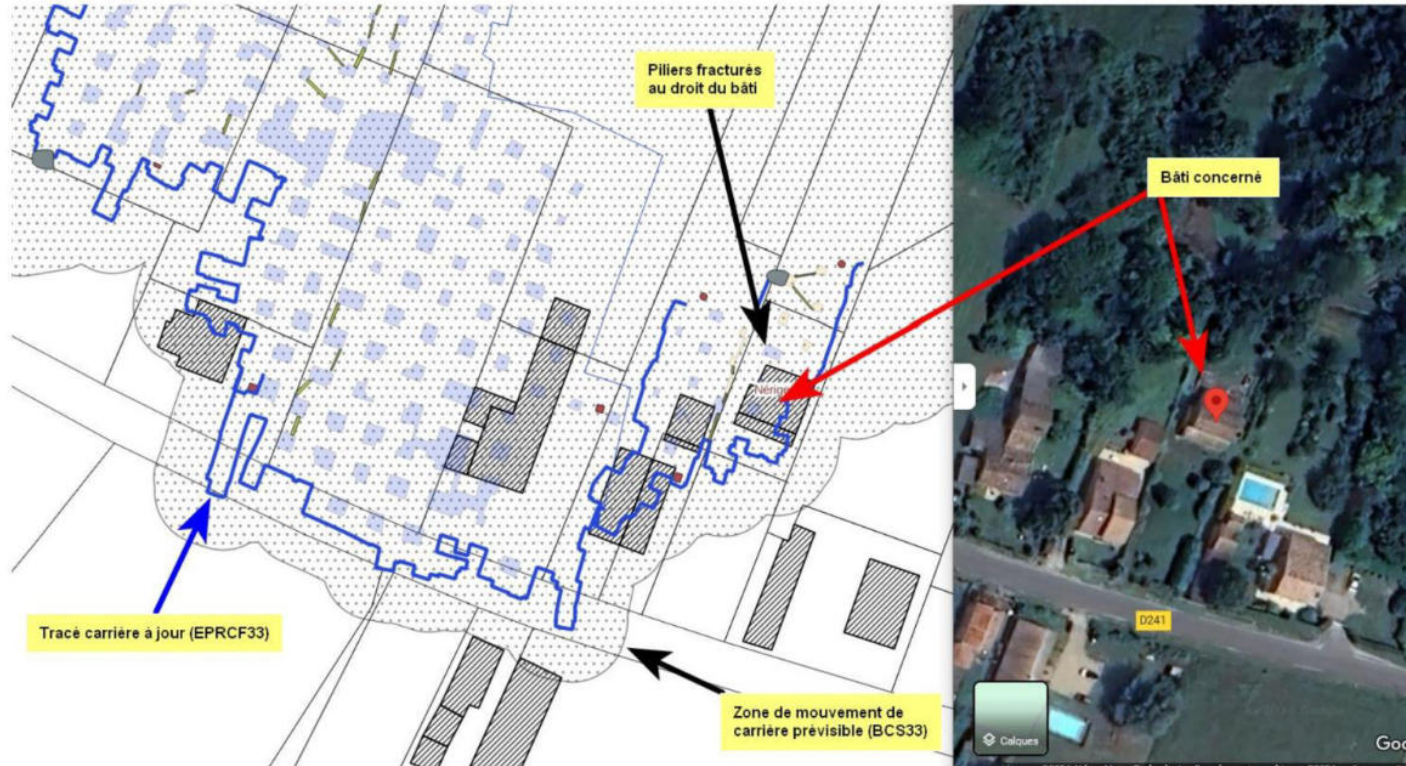 Piliers fracturés
au droit du bâti
Bâti concerné
Tracé carrière à jour (EPRCF33)
Zone de mouvement de
carrière prévisible (BCS33)
D241
Calques
Goo